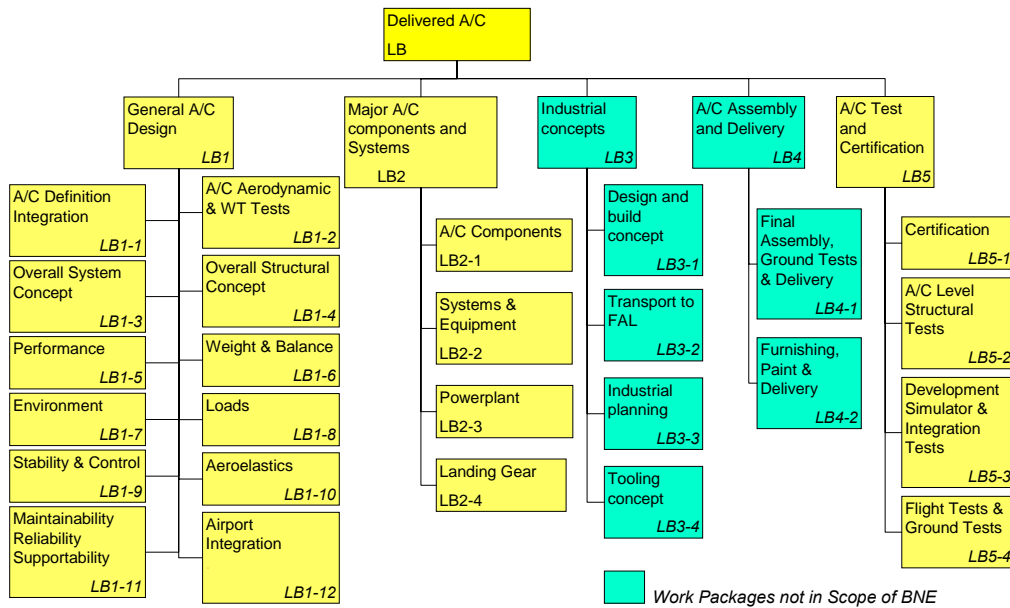 Delivered A/C
LB
General A/C
Design
LB1
Major A/C
components and
Systems
LB2
Industrial
concepts
LB3
A/C Assembly
and Delivery
LB4
A/C Test
and
Certification
LB5
A/C Definition
Integration
LB1-1
A/C Aerodynamic
& WT Tests
LB1-2
Overall System
Concept
LB1-3
Overall Structural
Concept
LB1-4
Performance
LB1-5
Weight & Balance
LB1-6
Environment
LB1-7
Loads
LB1-8
Stability & Control
LB1-9
Aeroelastics
LB1-10
Maintainability
Reliability
Supportability
LB1-11
Airport
Integration
LB1-12
A/C Components
LB2-1
Systems &
Equipment
LB2-2
Powerplant
LB2-3
Landing Gear
LB2-4
Design and
build concept
LB3-1
Transport to
FAL
LB3-2
Industrial
planning
LB3-3
Tooling
concept
LB3-4
Final
Assembly,
Ground Tests
& Delivery
LB4-1
Furnishing,
Paint &
Delivery
LB4-2
Certification
LB5-1
A/C Level
Structural
Tests
LB5-2
Development
Simulator &
Integration
Tests
LB5-3
Flight Tests &
Ground Tests
LB5-4
Work Packages not in Scope of BNE